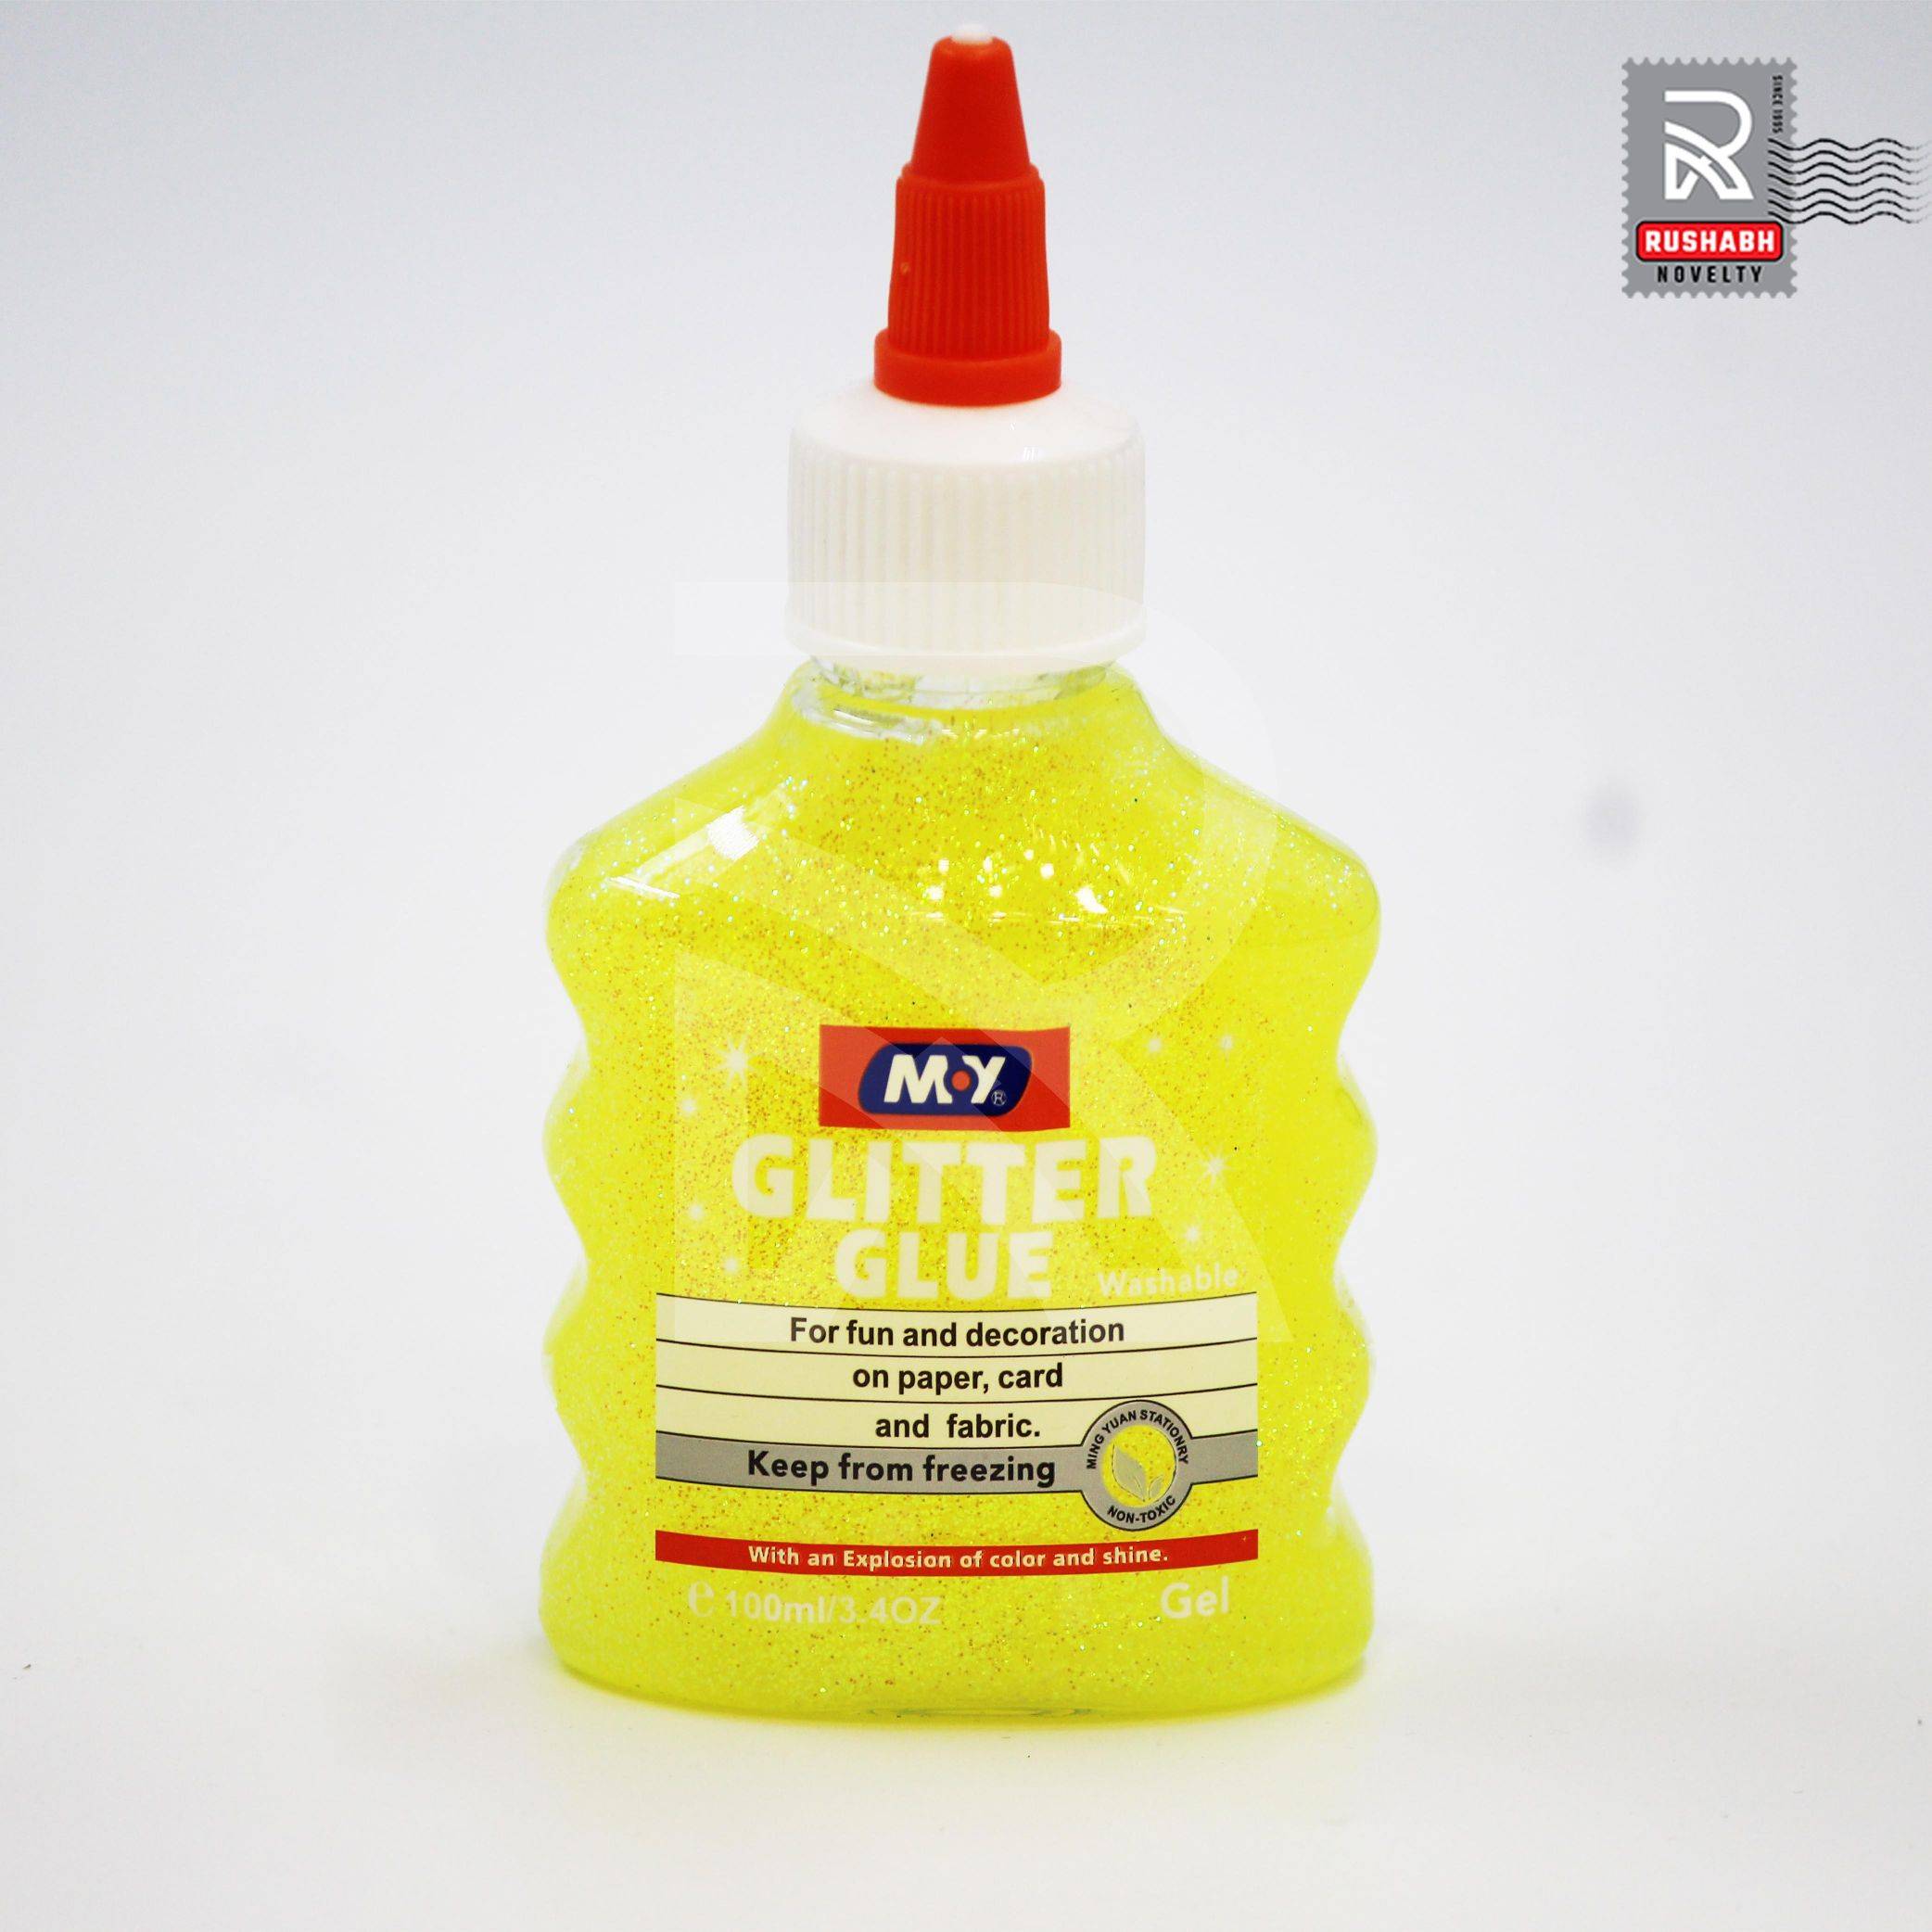 SINCE 1995
R
RUSHABH
NOVELTY
M·Y®
GLITTER
GLUE
Washable
For fun and decoration
on paper, card
and fabric.
Keep from freezing
MING YUAN STATIONRY
NON-TOXIC
With an Explosion of color and shine.
℮ 100ml/3.4OZ
Gel